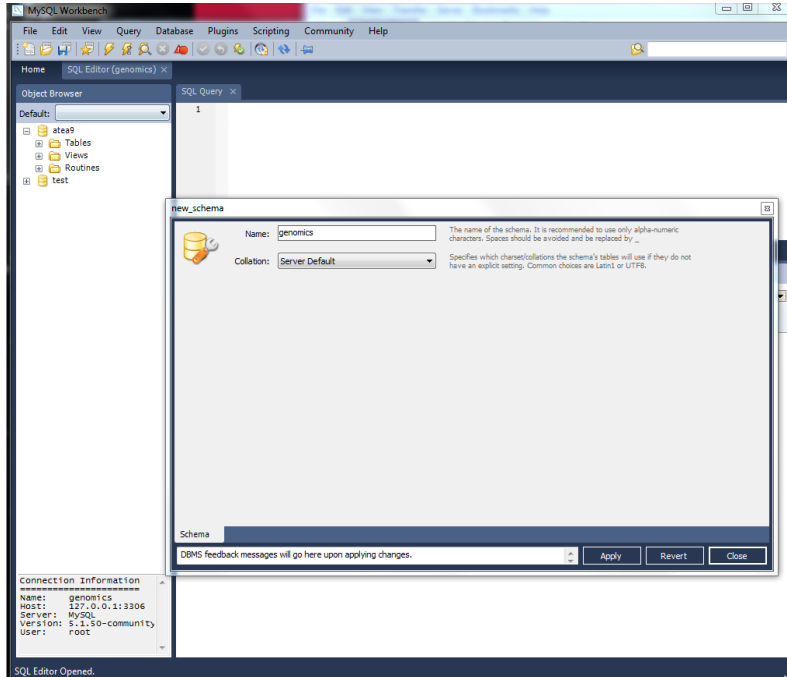 MySQL Workbench
File Edit View Query Database Plugins Scripting Community Help
Home SQL Editor (genomics) ×
Object Browser
SQL Query ×
Default:
1
atea9
Tables
Views
Routines
test
new_schema
Name: genomics
The name of the schema. It is recommended to use only alpha-numeric
characters. Spaces should be avoided and be replaced by _
Collation: Server Default
Specifies which charset/collations the schema's tables will use if they do not
have an explicit setting. Common choices are Latin1 or UTF8.
Schema
DBMS feedback messages will go here upon applying changes.
Apply Revert Close
Connection Information
======================
Name: genomics
Host: 127.0.0.1:3306
Server: MySQL
Version: 5.1.50-community
User: root
SQL Editor Opened.